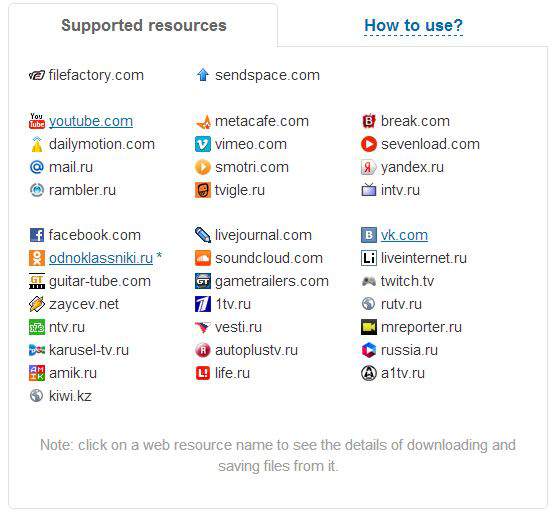 Supported resources How to use?
filefactory.com sendspace.com
youtube.com metacafe.com break.com
dailymotion.com vimeo.com sevenload.com
mail.ru smotri.com yandex.ru
rambler.ru tvigle.ru intv.ru
facebook.com livejournal.com vk.com
odnoklassniki.ru * soundcloud.com liveinternet.ru
guitar-tube.com gametrailers.com twitch.tv
zaycev.net 1tv.ru rutv.ru
ntv.ru vesti.ru mreporter.ru
karusel-tv.ru autoplustv.ru russia.ru
amik.ru life.ru a1tv.ru
kiwi.kz
Note: click on a web resource name to see the details of downloading and
saving files from it.